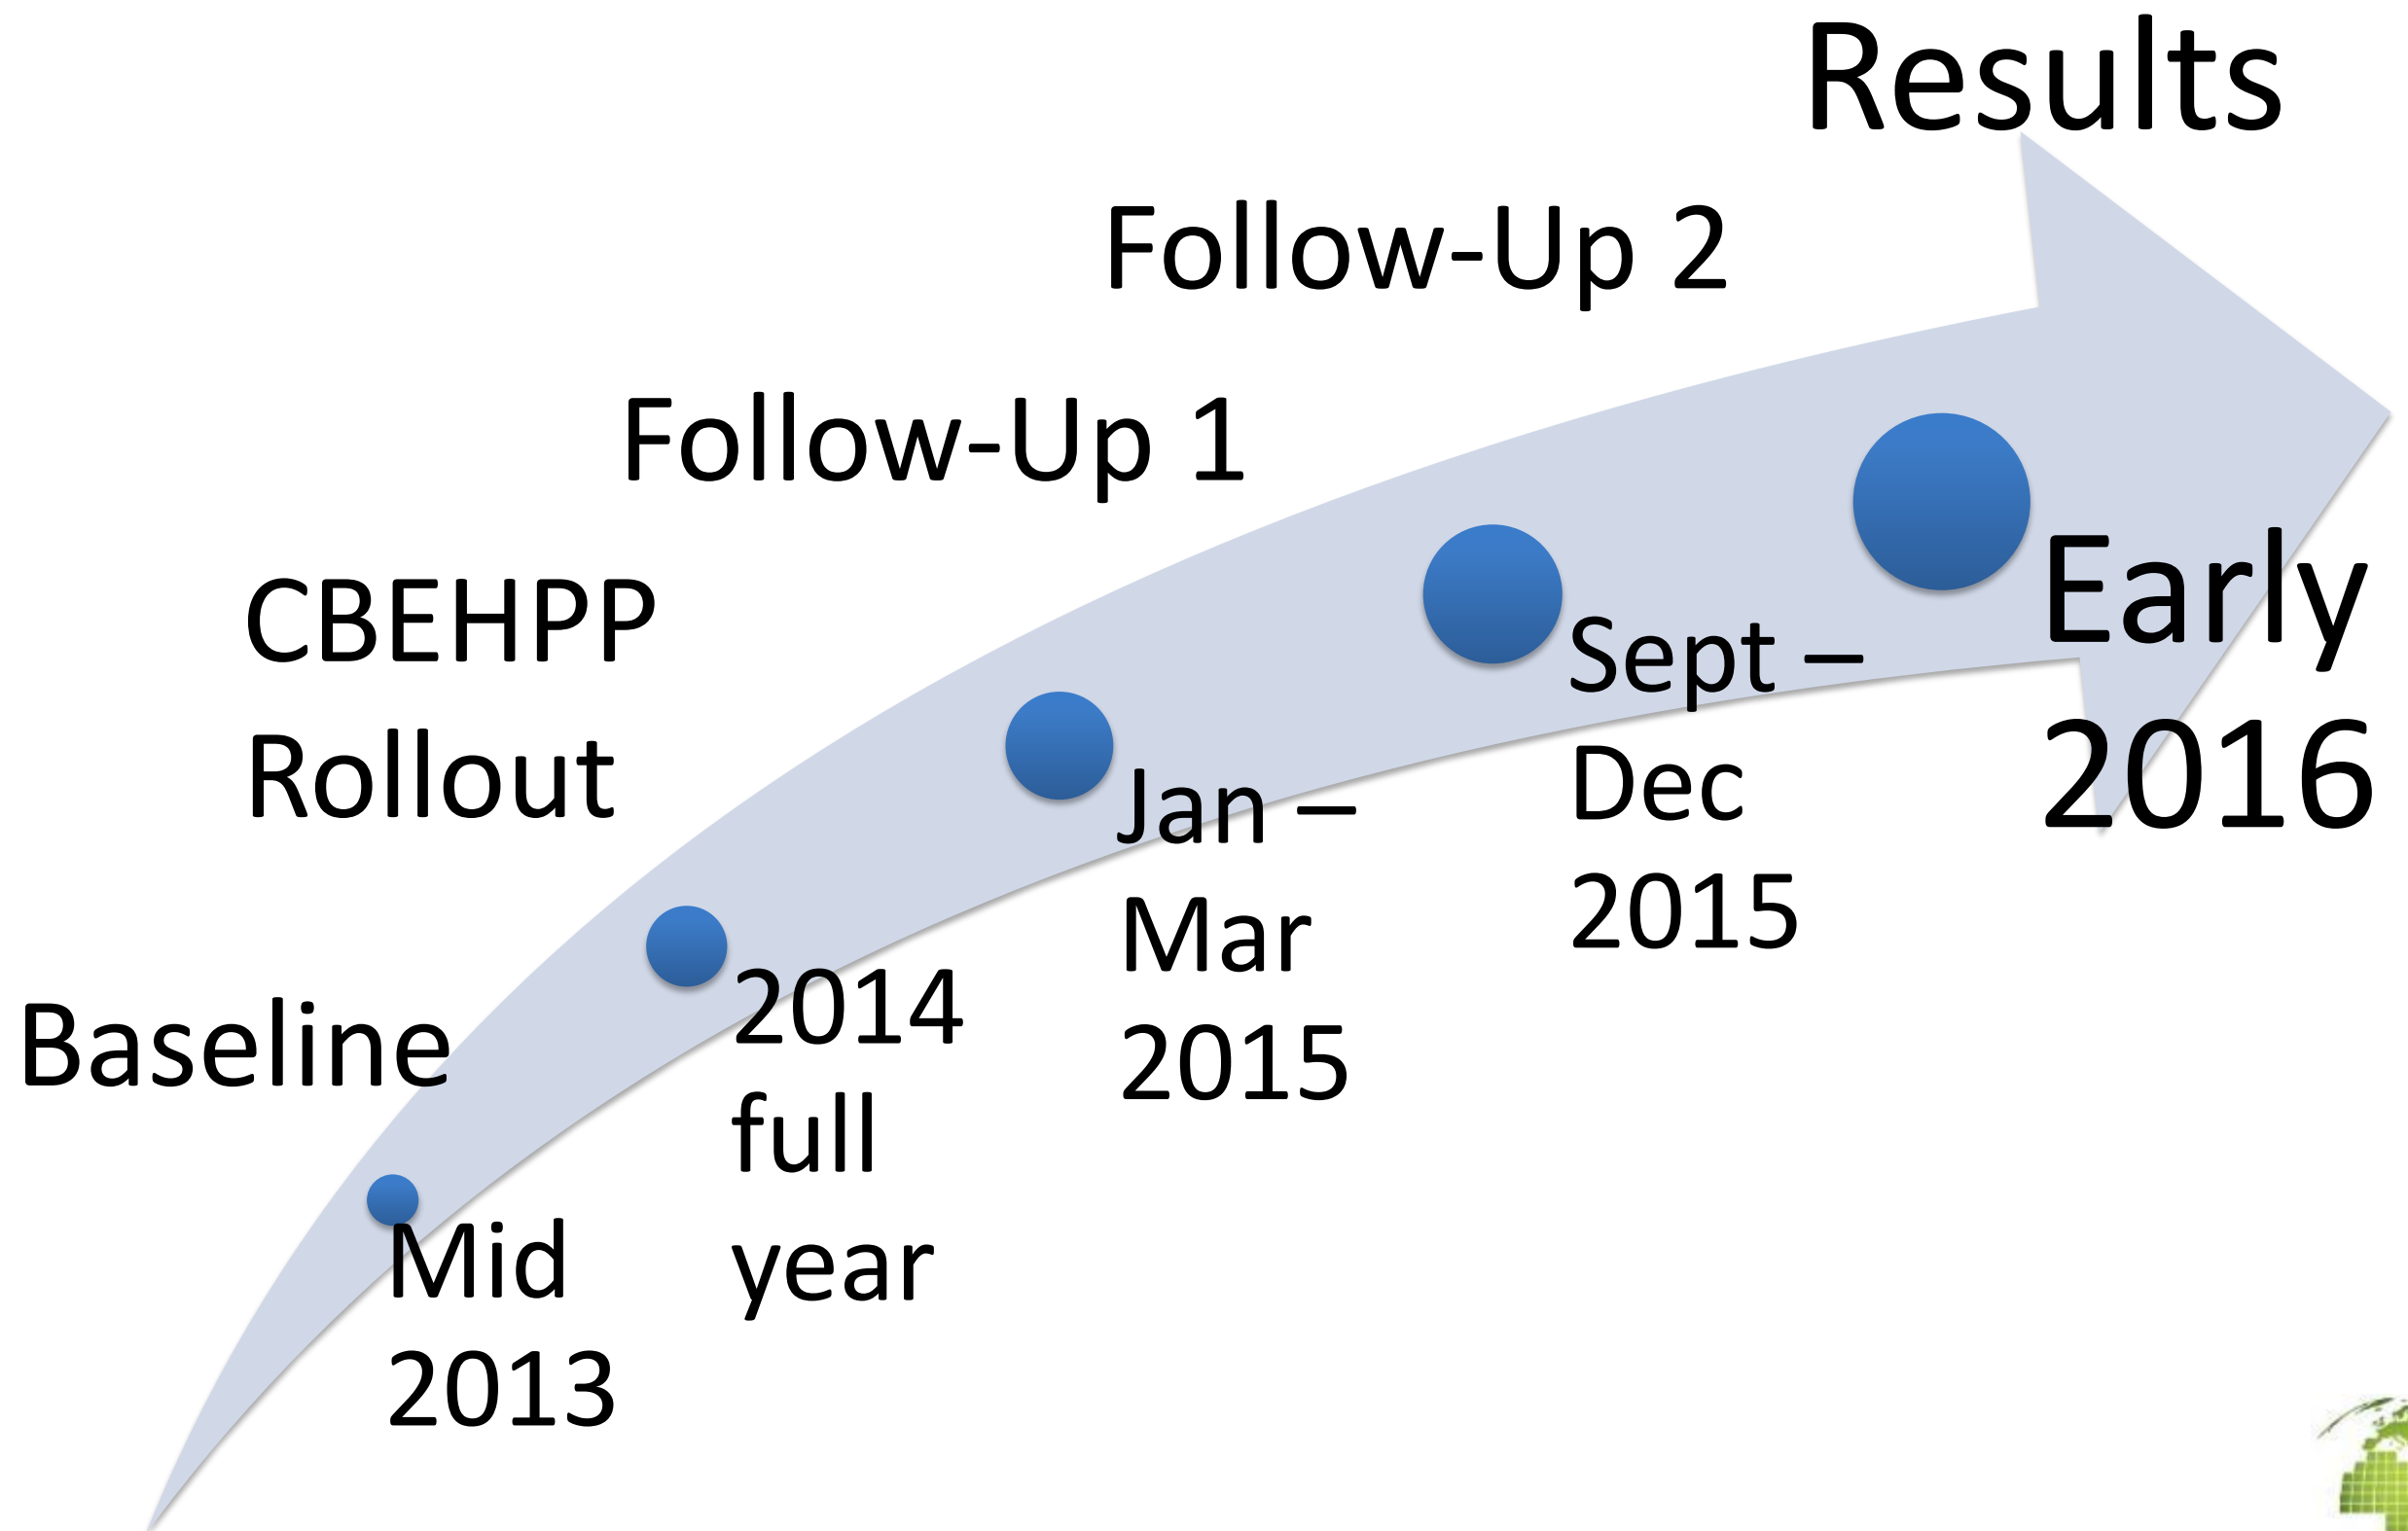 Baseline
Mid
2013
CBEHPP
Rollout
2014
full
year
Follow-Up 1
Jan –
Mar
2015
Follow-Up 2
Sept –
Dec
2015
Results
Early
2016